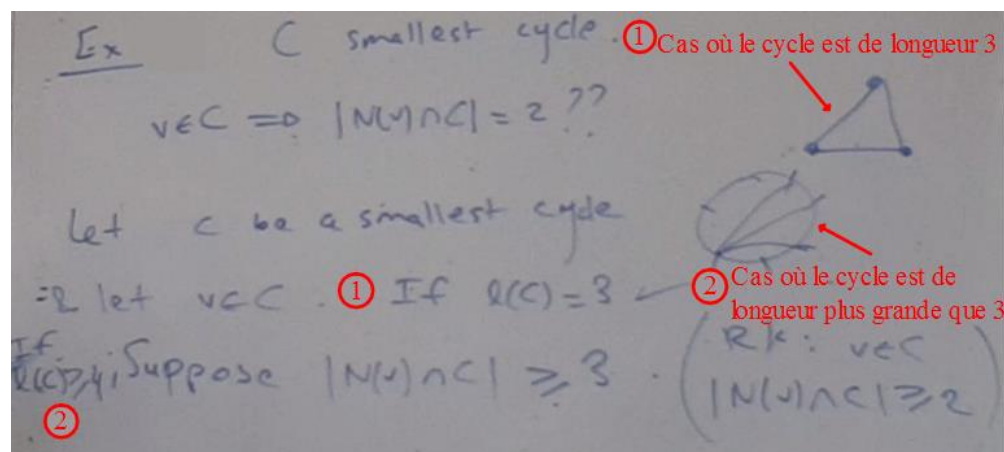 Ex C smallest cycle. ① Cas où le cycle est de longueur 3
v∈C ⇒ |N(v)∩C| = 2 ??
Let C be a smallest cycle
② Cas où le cycle est de
longueur plus grande que 3
⇒ let v∈C. ① If l(C)=3 ✓
If l(C)≥4, Suppose |N(v)∩C| ≥ 3.
②
(Rk: v∈C
|N(v)∩C|≥2)